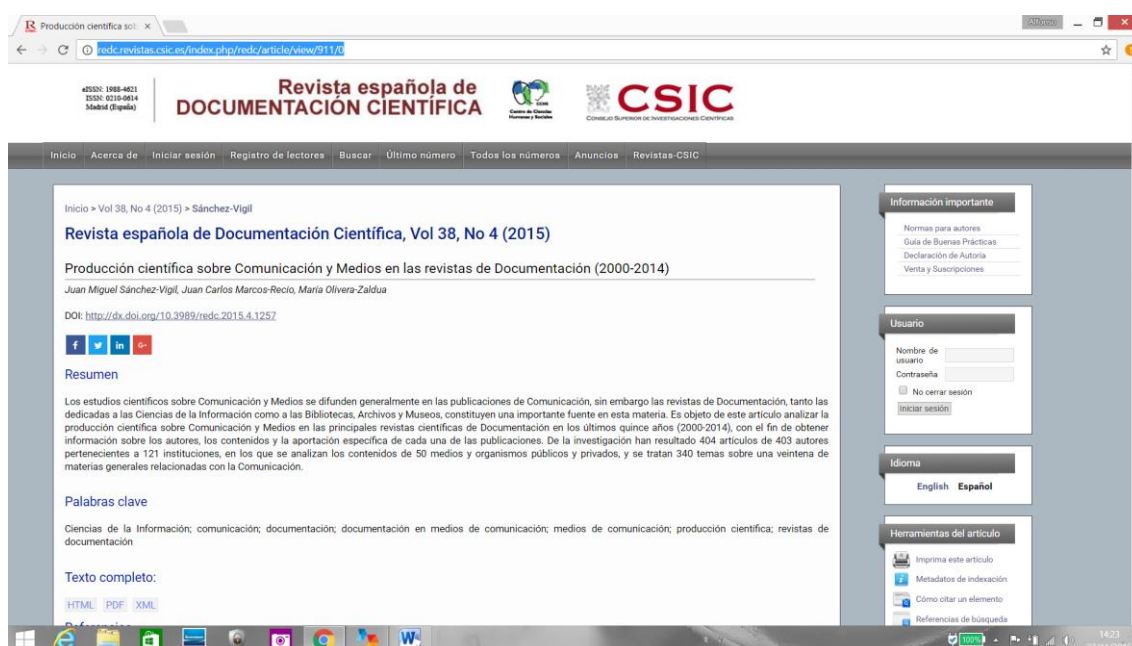 Producción científica sob
Alfonso
redc.revistas.csic.es/index.php/redc/article/view/911/0
eISSN: 1988-4621
ISSN: 0210-0614
Madrid (España)
Revista española de
DOCUMENTACIÓN CIENTÍFICA
Centro de Ciencias
Humanas y Sociales
CSIC
CONSEJO SUPERIOR DE INVESTIGACIONES CIENTÍFICAS
Inicio Acerca de Iniciar sesión Registro de lectores Buscar Último número Todos los números Anuncios Revistas-CSIC
Inicio > Vol 38, No 4 (2015) > Sánchez-Vigil
Revista española de Documentación Científica, Vol 38, No 4 (2015)
Producción científica sobre Comunicación y Medios en las revistas de Documentación (2000-2014)
Juan Miguel Sánchez-Vigil, Juan Carlos Marcos-Recio, María Olivera-Zaldua
DOI: http://dx.doi.org/10.3989/redc.2015.4.1257
f in G+
Resumen
Los estudios científicos sobre Comunicación y Medios se difunden generalmente en las publicaciones de Comunicación, sin embargo las revistas de Documentación, tanto las
dedicadas a las Ciencias de la Información como a las Bibliotecas, Archivos y Museos, constituyen una importante fuente en esta materia. Es objeto de este artículo analizar la
producción científica sobre Comunicación y Medios en las principales revistas científicas de Documentación en los últimos quince años (2000-2014), con el fin de obtener
información sobre los autores, los contenidos y la aportación específica de cada una de las publicaciones. De la investigación han resultado 404 artículos de 403 autores
pertenecientes a 121 instituciones, en los que se analizan los contenidos de 50 medios y organismos públicos y privados, y se tratan 340 temas sobre una veintena de
materias generales relacionadas con la Comunicación.
Palabras clave
Ciencias de la Información; comunicación; documentación; documentación en medios de comunicación; medios de comunicación; producción científica; revistas de
documentación
Texto completo:
HTML PDF XML
Referencias
Información importante
Normas para autores
Guía de Buenas Prácticas
Declaración de Autoría
Venta y Suscripciones
Usuario
Nombre de
usuario
Contraseña
No cerrar sesión
Iniciar sesión
Idioma
English Español
Herramientas del artículo
Imprima este artículo
Metadatos de indexación
Cómo citar un elemento
Referencias de búsqueda
100%
14:23